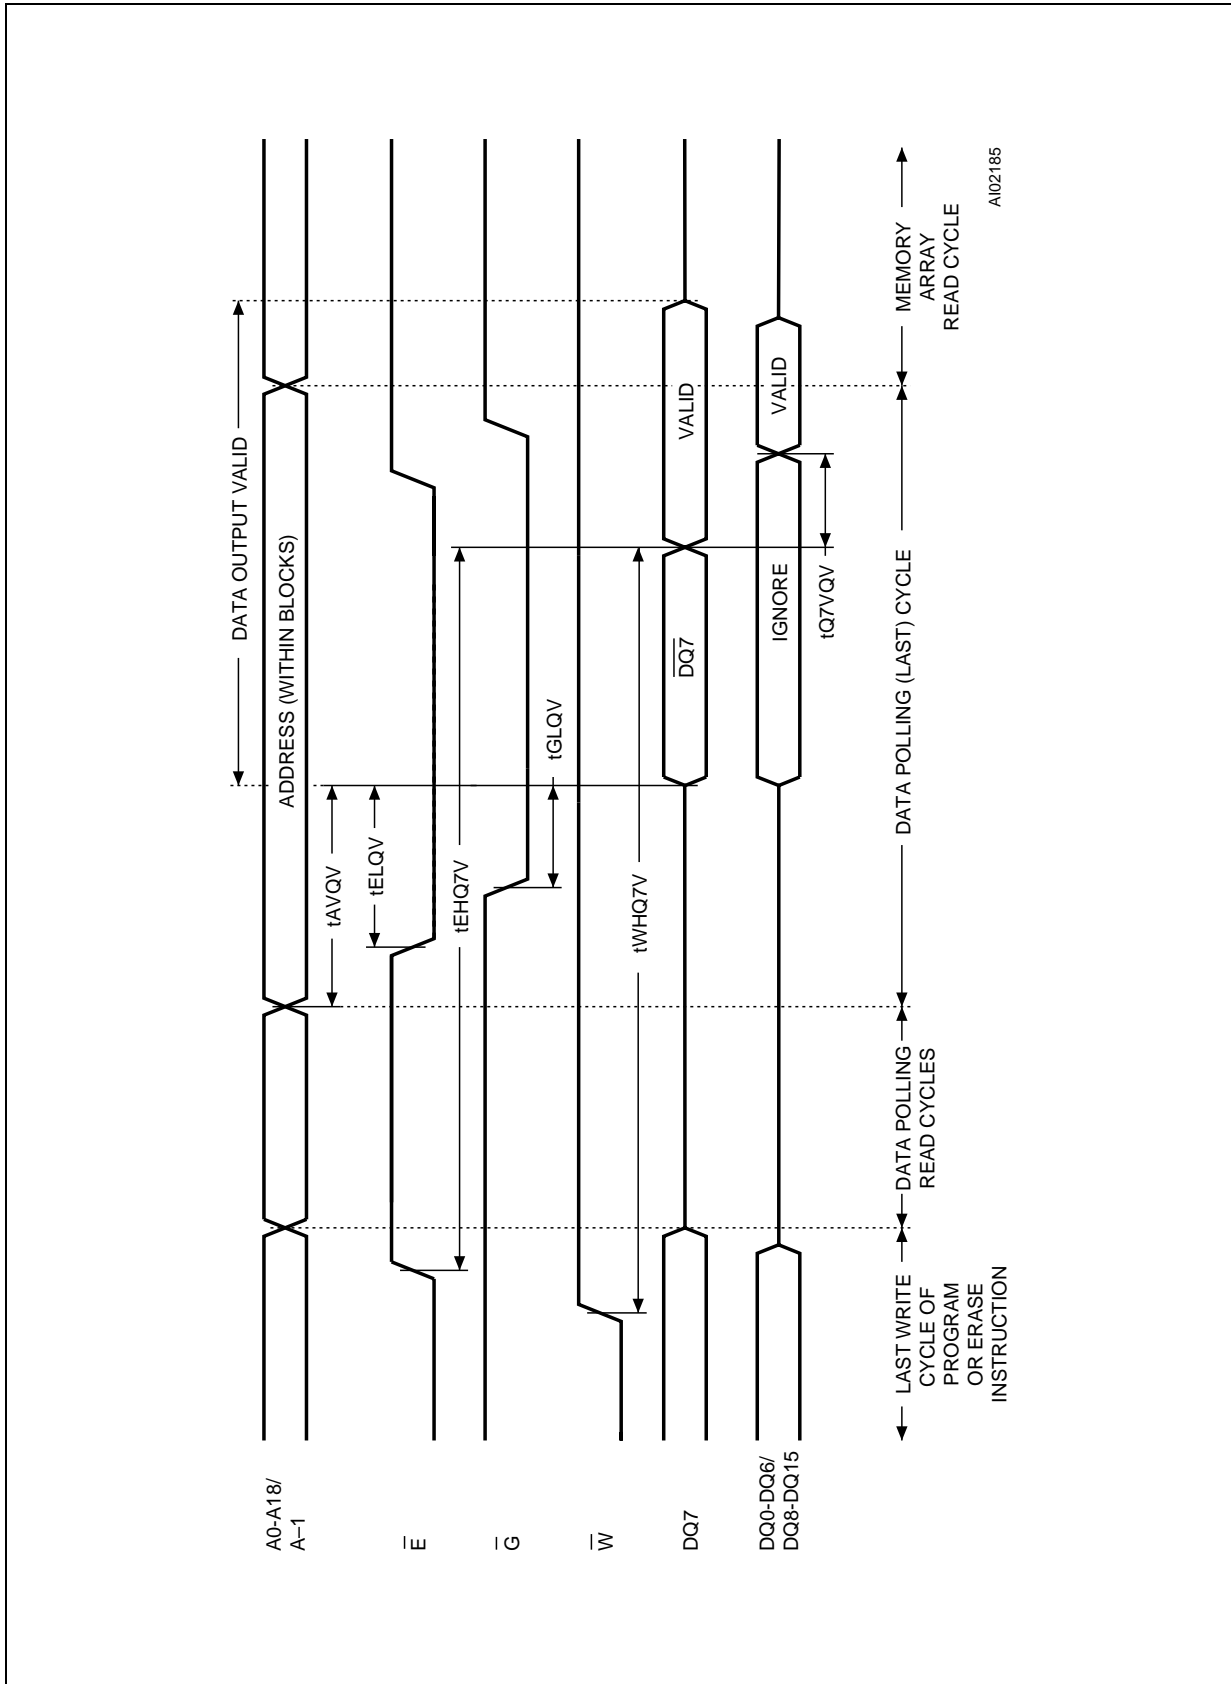 A0-A18/
A–1
DATA OUTPUT VALID
ADDRESS (WITHIN BLOCKS)
tAVQV
tELQV
E̅
tEHQ7V
G̅
tGLQV
W̅
tWHQ7V
DQ7
D̅Q̅7̅
VALID
DQ0-DQ6/
DQ8-DQ15
IGNORE
VALID
tQ7VQV
LAST WRITE
CYCLE OF
PROGRAM
OR ERASE
INSTRUCTION
DATA POLLING
READ CYCLES
DATA POLLING (LAST) CYCLE
MEMORY
ARRAY
READ CYCLE
AI02185